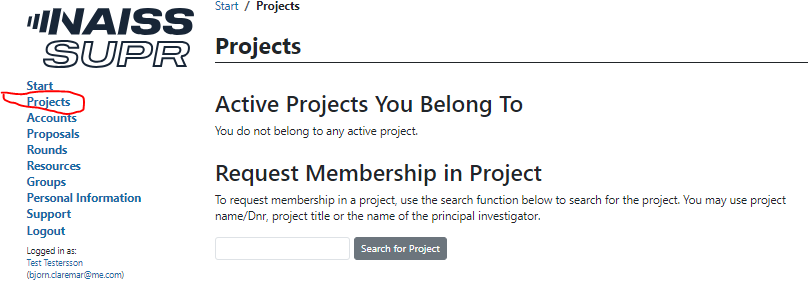 NAISS
SUPR
Start
Projects
Accounts
Proposals
Rounds
Resources
Groups
Personal Information
Support
Logout
Logged in as:
Test Testersson
(bjorn.claremar@me.com)
Start / Projects
Projects
Active Projects You Belong To
You do not belong to any active project.
Request Membership in Project
To request membership in a project, use the search function below to search for the project. You may use project
name/Dnr, project title or the name of the principal investigator.
Search for Project